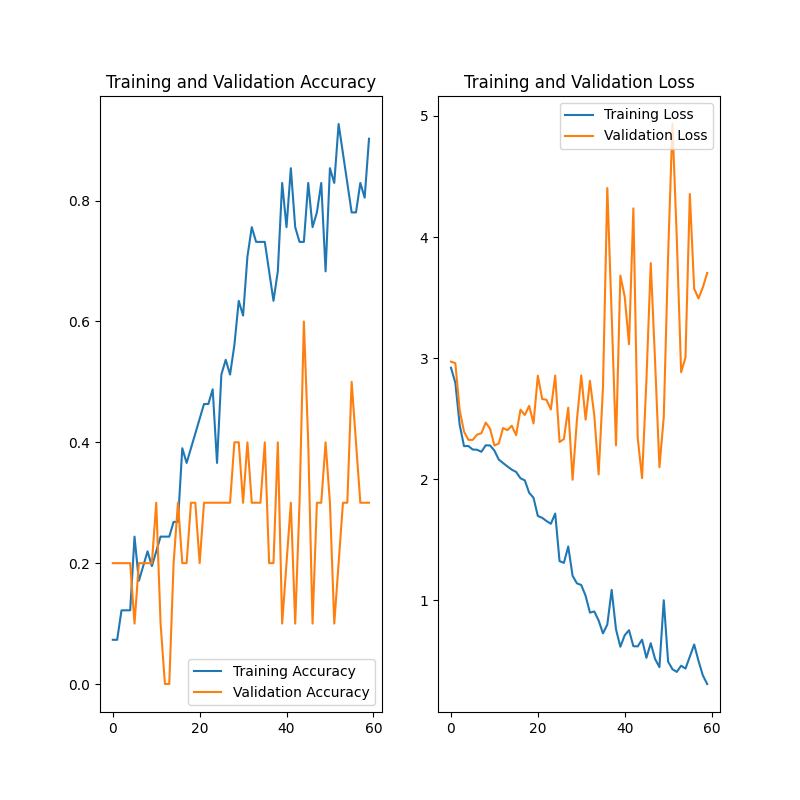 Training and Validation Accuracy
0.8
0.6
0.4
0.2
0.0
0 20 40 60
Training Accuracy
Validation Accuracy
Training and Validation Loss
5
4
3
2
1
0 20 40 60
Training Loss
Validation Loss